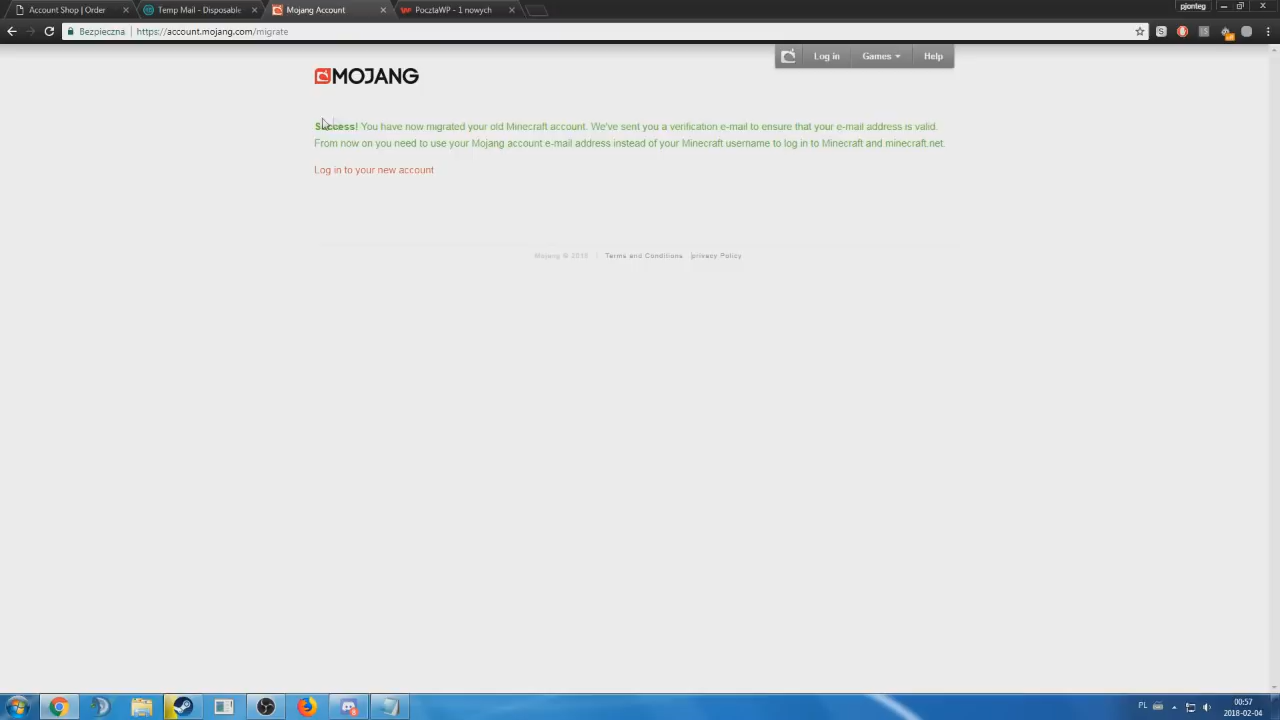 Account Shop | Order
Temp Mail - Disposable
Mojang Account
PocztaWP - 1 nowych
pjonteg
Bezpieczna
https://account.mojang.com/migrate
Log in
Games
Help
MOJANG
Success! You have now migrated your old Minecraft account. We've sent you a verification e-mail to ensure that your e-mail address is valid.
From now on you need to use your Mojang account e-mail address instead of your Minecraft username to log in to Minecraft and minecraft.net.
Log in to your new account
Mojang © 2018 | Terms and Conditions |privacy Policy
PL
00:57
2018-02-04